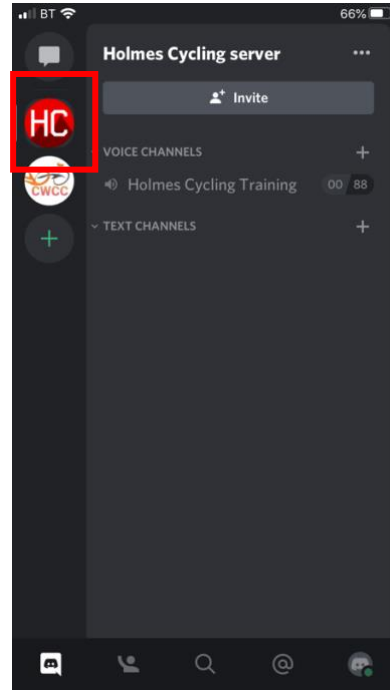 BT 66%
Holmes Cycling server
Invite
HC
VOICE CHANNELS
Holmes Cycling Training 00 88
CWCC
TEXT CHANNELS